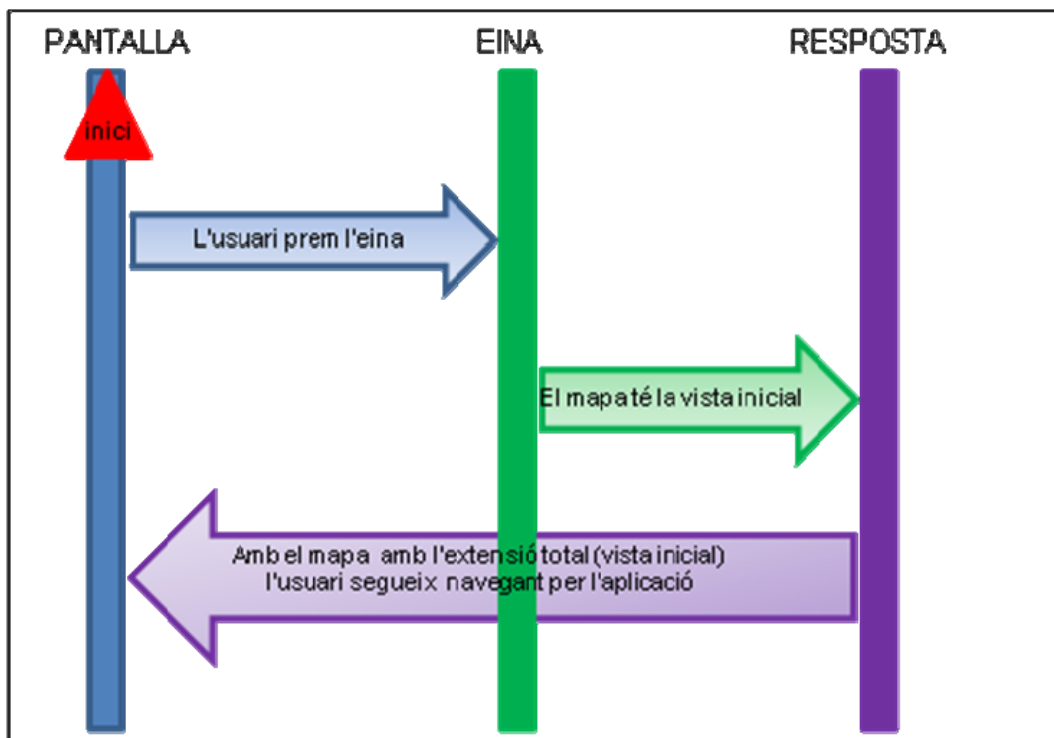 PANTALLA EINA RESPOSTA
inici
L'usuari prem l'eina
El mapa té la vista inicial
Amb el mapa amb l'extensió total (vista inicial)
l'usuari segueix navegant per l'aplicació